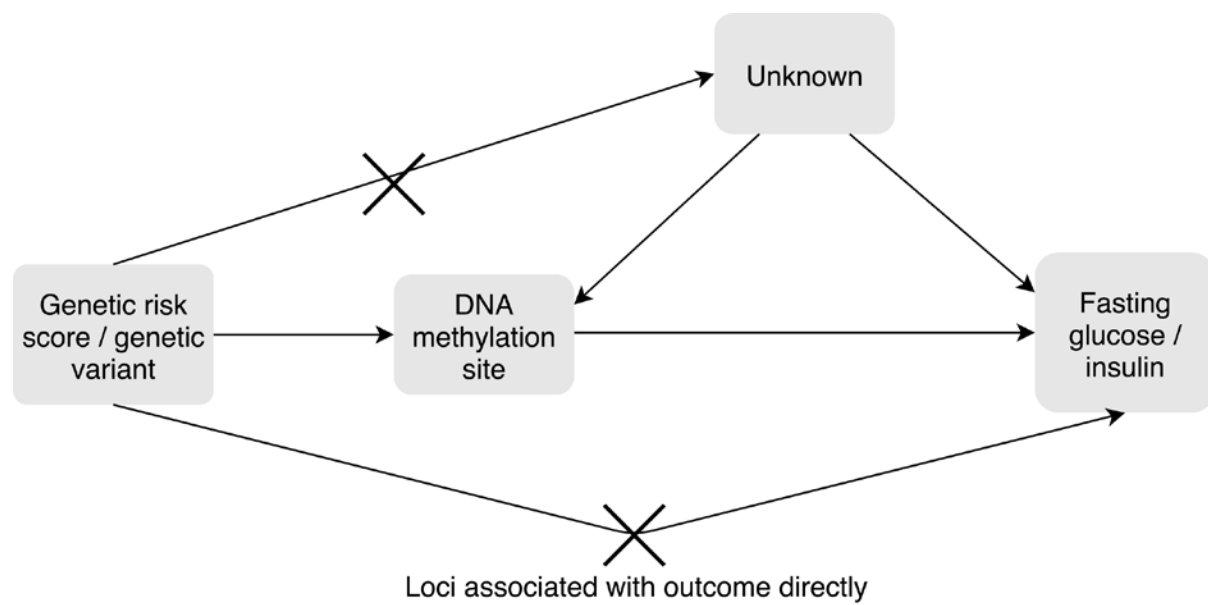 Unknown
Genetic risk
score / genetic
variant
DNA
methylation
site
Fasting
glucose /
insulin
Loci associated with outcome directly